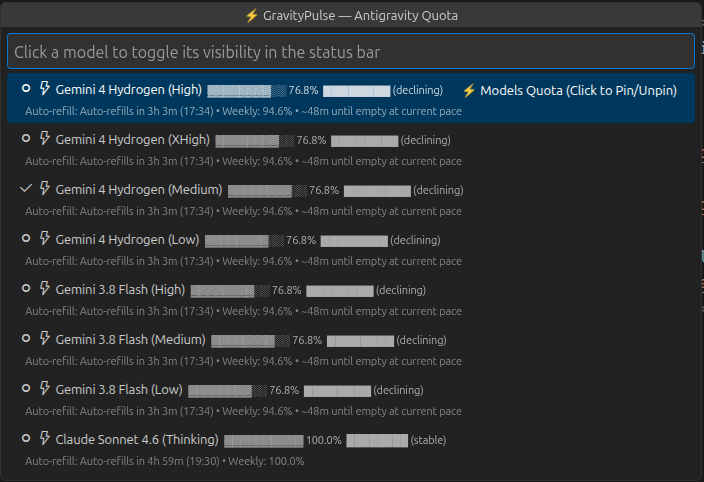 ⚡ GravityPulse — Antigravity Quota
Click a model to toggle its visibility in the status bar
Gemini 4 Hydrogen (High) ▓▓▓▓▓▓▓▓░░ 76.8% ████████ (declining) ⚡ Models Quota (Click to Pin/Unpin)
Auto-refill: Auto-refills in 3h 3m (17:34) • Weekly: 94.6% • ~48m until empty at current pace
Gemini 4 Hydrogen (XHigh) ▓▓▓▓▓▓▓▓░░ 76.8% ████████ (declining)
Auto-refill: Auto-refills in 3h 3m (17:34) • Weekly: 94.6% • ~48m until empty at current pace
Gemini 4 Hydrogen (Medium) ▓▓▓▓▓▓▓▓░░ 76.8% ████████ (declining)
Auto-refill: Auto-refills in 3h 3m (17:34) • Weekly: 94.6% • ~48m until empty at current pace
Gemini 4 Hydrogen (Low) ▓▓▓▓▓▓▓▓░░ 76.8% ████████ (declining)
Auto-refill: Auto-refills in 3h 3m (17:34) • Weekly: 94.6% • ~48m until empty at current pace
Gemini 3.8 Flash (High) ▓▓▓▓▓▓▓▓░░ 76.8% ████████ (declining)
Auto-refill: Auto-refills in 3h 3m (17:34) • Weekly: 94.6% • ~48m until empty at current pace
Gemini 3.8 Flash (Medium) ▓▓▓▓▓▓▓▓░░ 76.8% ████████ (declining)
Auto-refill: Auto-refills in 3h 3m (17:34) • Weekly: 94.6% • ~48m until empty at current pace
Gemini 3.8 Flash (Low) ▓▓▓▓▓▓▓▓░░ 76.8% ████████ (declining)
Auto-refill: Auto-refills in 3h 3m (17:34) • Weekly: 94.6% • ~48m until empty at current pace
Claude Sonnet 4.6 (Thinking) ▓▓▓▓▓▓▓▓▓▓ 100.0% ████████ (stable)
Auto-refill: Auto-refills in 4h 59m (19:30) • Weekly: 100.0%